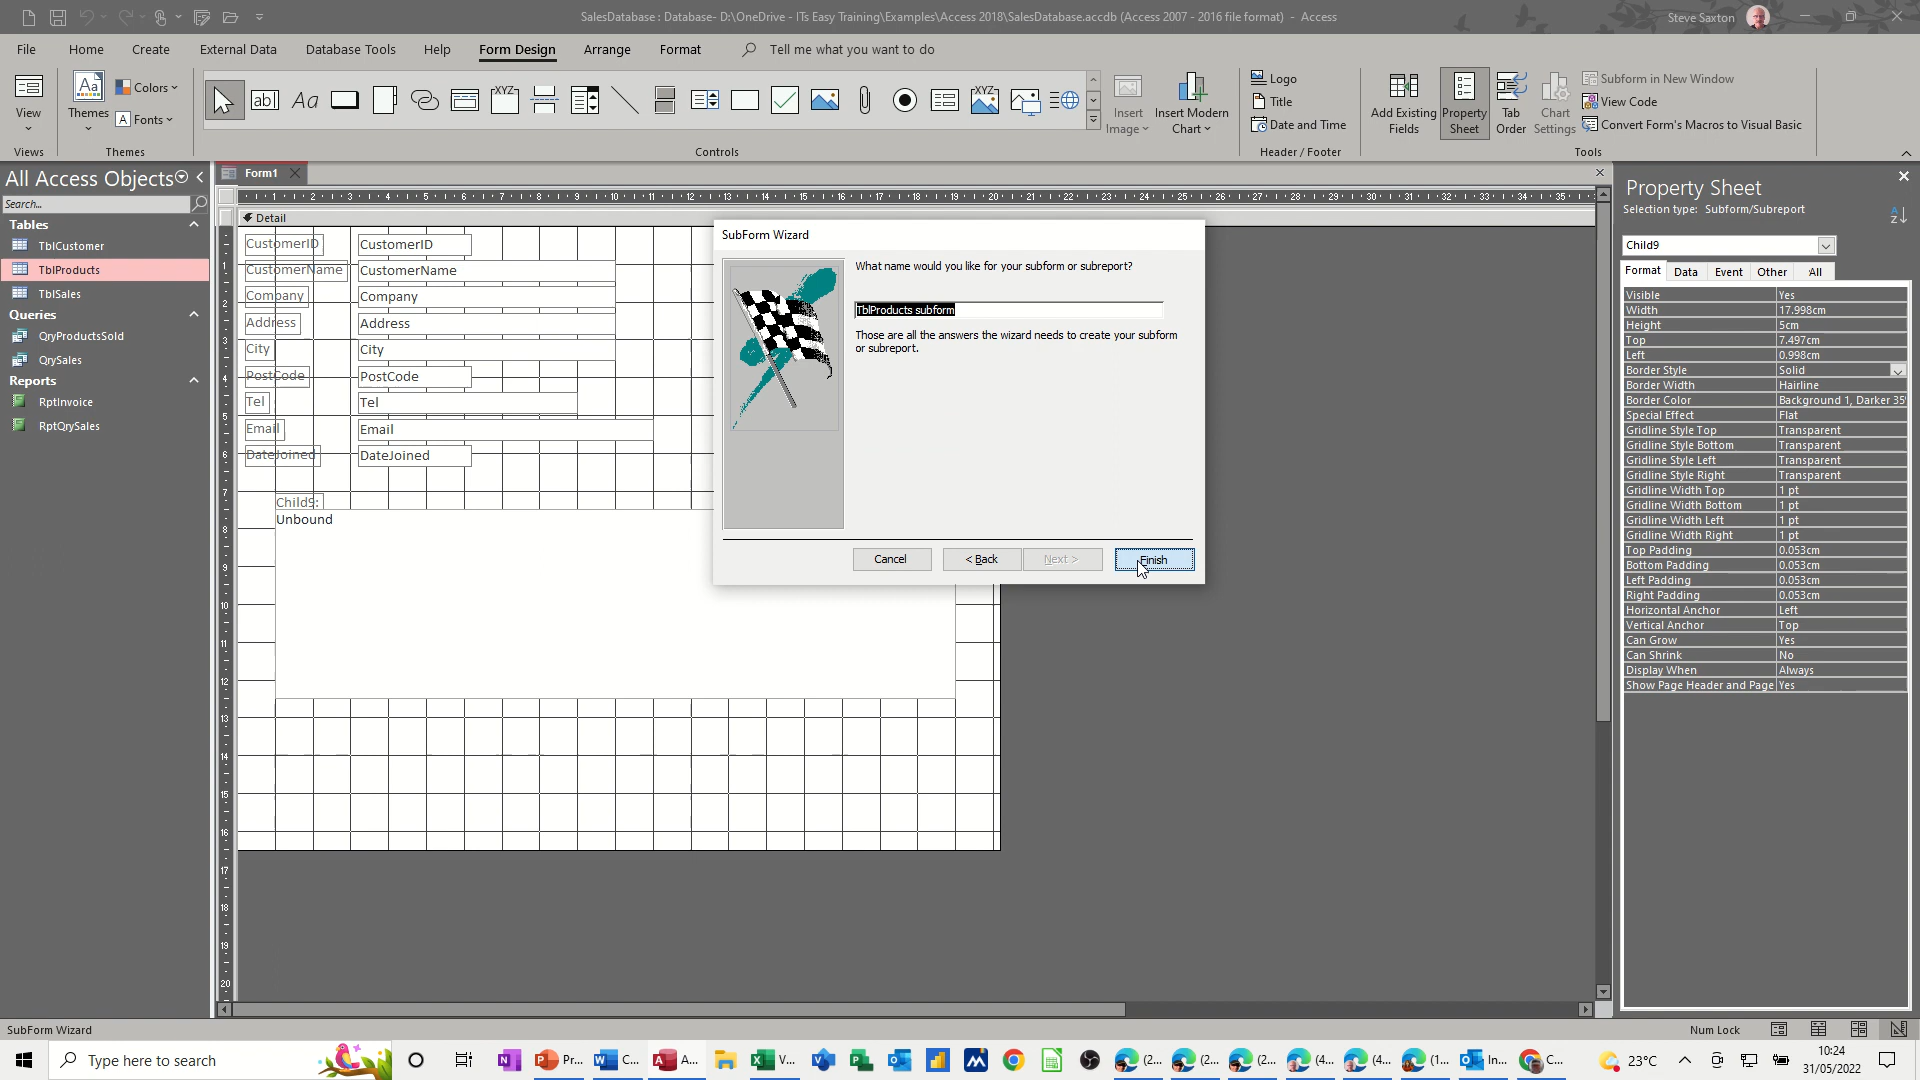 SalesDatabase : Database- D:\OneDrive - ITs Easy Training\Examples\Access 2018\SalesDatabase.accdb (Access 2007 - 2016 file format) - Access
Steve Saxton
File Home Create External Data Database Tools Help Form Design Arrange Format Tell me what you want to do
View
Views
Themes
Colors
Fonts
Themes
Controls
Insert Image
Insert Modern Chart
Logo
Title
Date and Time
Header / Footer
Add Existing Fields
Property Sheet
Tab Order
Chart Settings
Subform in New Window
View Code
Convert Form's Macros to Visual Basic
Tools
All Access Objects
Search...
Tables
TblCustomer
TblProducts
TblSales
Queries
QryProductsSold
QrySales
Reports
RptInvoice
RptQrySales
Form1
Detail
CustomerID CustomerID
CustomerName CustomerName
Company Company
Address Address
City City
PostCode PostCode
Tel Tel
Email Email
DateJoined DateJoined
Child9:
Unbound
SubForm Wizard
What name would you like for your subform or subreport?
TblProducts subform
Those are all the answers the wizard needs to create your subform
or subreport.
Cancel < Back Next > Finish
Property Sheet
Selection type: Subform/Subreport
Child9
Format Data Event Other All
Visible Yes
Width 17.998cm
Height 5cm
Top 7.497cm
Left 0.998cm
Border Style Solid
Border Width Hairline
Border Color Background 1, Darker 35%
Special Effect Flat
Gridline Style Top Transparent
Gridline Style Bottom Transparent
Gridline Style Left Transparent
Gridline Style Right Transparent
Gridline Width Top 1 pt
Gridline Width Bottom 1 pt
Gridline Width Left 1 pt
Gridline Width Right 1 pt
Top Padding 0.053cm
Bottom Padding 0.053cm
Left Padding 0.053cm
Right Padding 0.053cm
Horizontal Anchor Left
Vertical Anchor Top
Can Grow Yes
Can Shrink No
Display When Always
Show Page Header and Page Yes
SubForm Wizard
Num Lock
Type here to search
Pr... W C... A... V... (2... (2... (2... (4... (4... (1... In... C...
23°C
10:24
31/05/2022